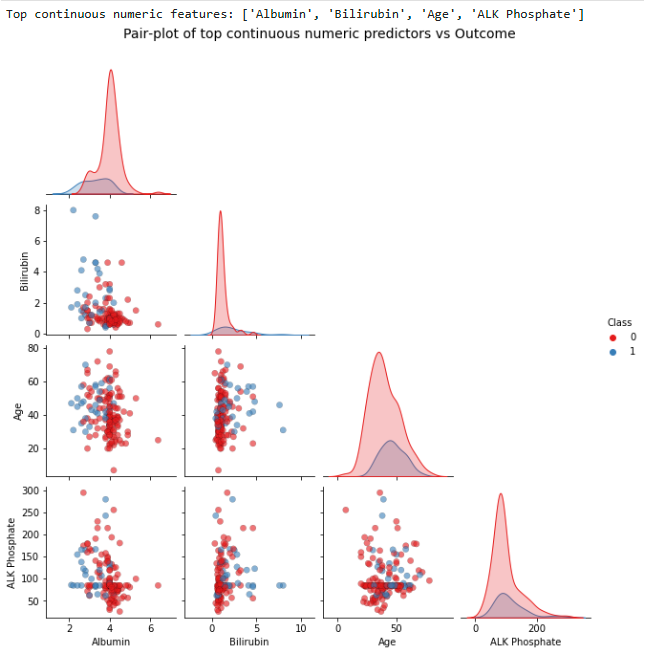 Top continuous numeric features: ['Albumin', 'Bilirubin', 'Age', 'ALK Phosphate']
Pair-plot of top continuous numeric predictors vs Outcome
8
6
4
2
0
Bilirubin
Class
0
1
80
60
40
20
Age
300
250
200
150
100
50
ALK Phosphate
2 4 6 0 5 10 0 50 0 200
Albumin Bilirubin Age ALK Phosphate